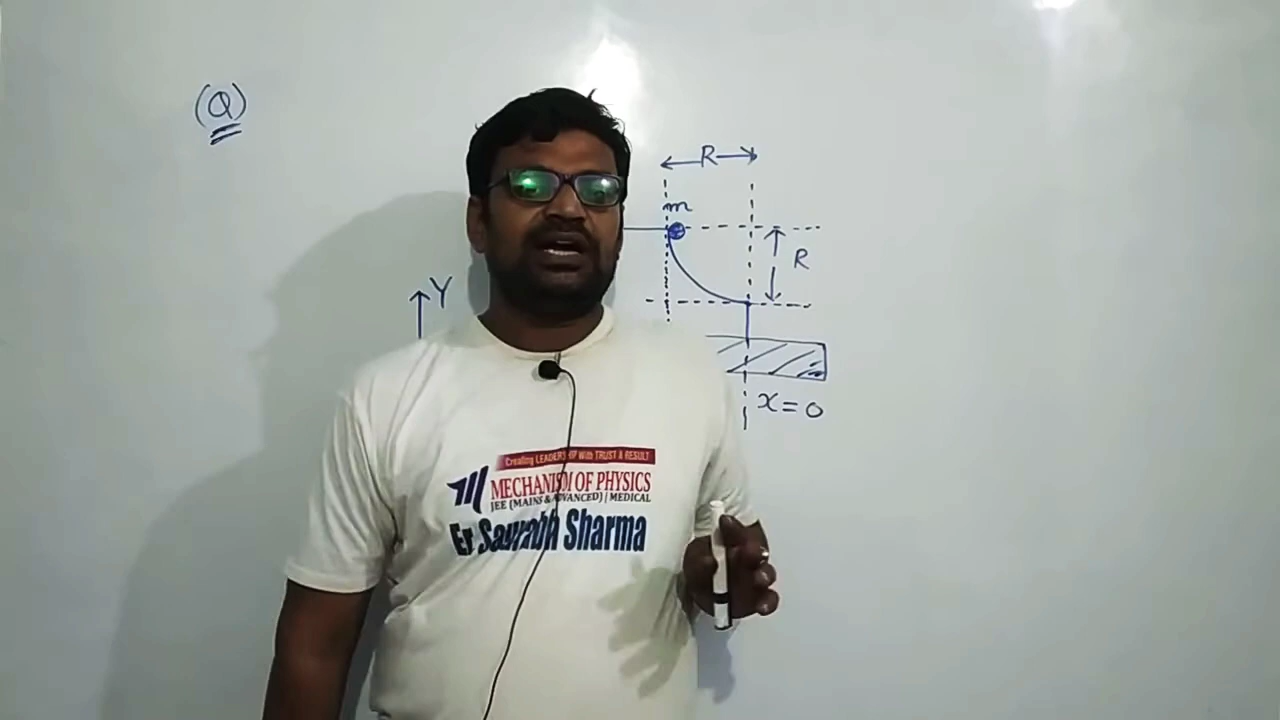 (Q)
R
m
R
Y
x=0
Creating LEADERSHIP With TRUST & RESULT
MECHANISM OF PHYSICS
JEE (MAINS & ADVANCED) | MEDICAL
Er Saurabh Sharma